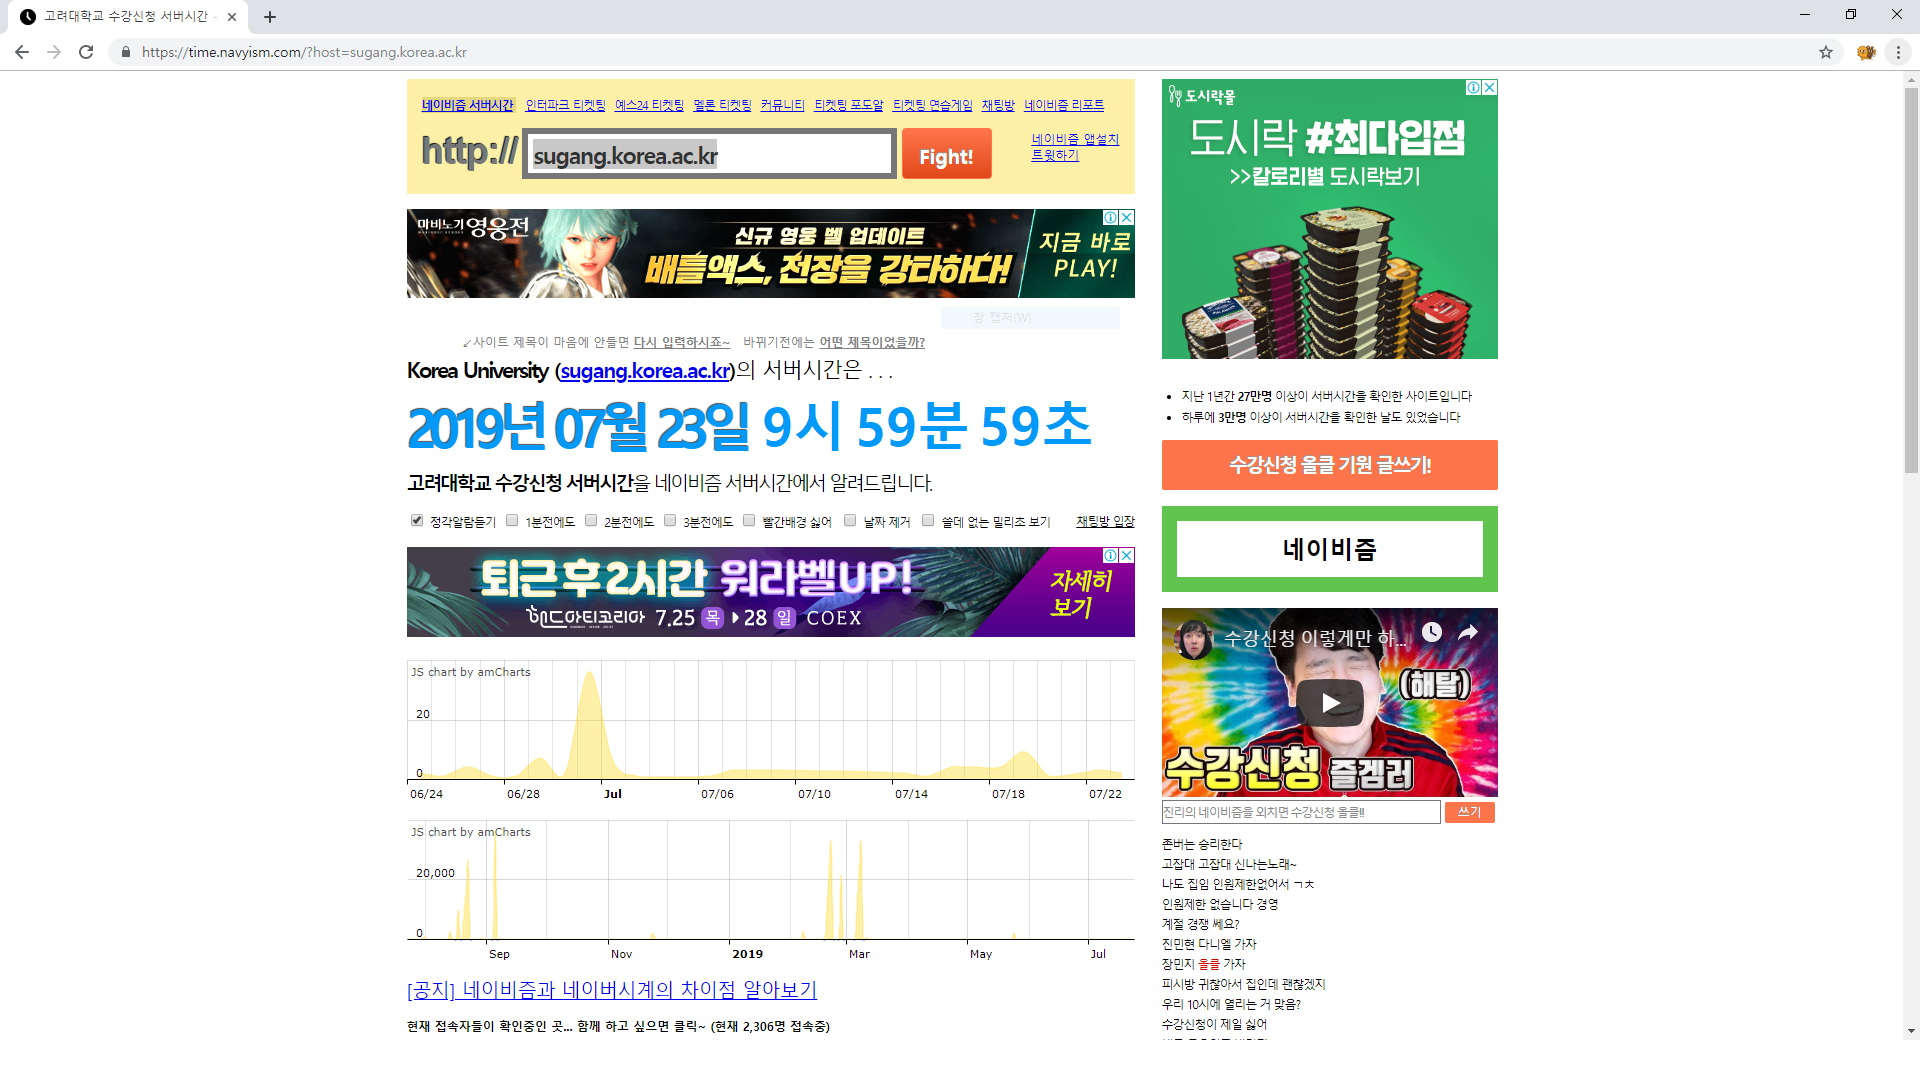 고려대학교 수강신청 서버시간 -
https://time.navyism.com/?host=sugang.korea.ac.kr
네이비즘 서버시간 인터파크 티켓팅 예스24 티켓팅 멜론 티켓팅 커뮤니티 티켓팅 포도알 티켓팅 연습게임 채팅방 네이비즘 리포트
http:// sugang.korea.ac.kr Fight!
네이비즘 앱설치
트윗하기
마비노기 영웅전
신규 영웅 벨 업데이트
배틀액스, 전장을 강타하다!
지금 바로
PLAY!
창 캡처(W)
↙사이트 제목이 마음에 안들면 다시 입력하시죠~ 바뀌기전에는 어떤 제목이었을까?
Korea University (sugang.korea.ac.kr)의 서버시간은 . . .
2019년 07월 23일 9시 59분 59초
고려대학교 수강신청 서버시간을 네이비즘 서버시간에서 알려드립니다.
정각알람듣기 1분전에도 2분전에도 3분전에도 빨간배경 싫어 날짜 제거 쓸데 없는 밀리초 보기 채팅방 입장
퇴근 후 2시간 워라벨UP!
핸드아티코리아 7.25 목 ▶ 28 일 COEX
자세히
보기
JS chart by amCharts
20
0
06/24 06/28 Jul 07/06 07/10 07/14 07/18 07/22
JS chart by amCharts
20,000
0
Sep Nov 2019 Mar May Jul
[공지] 네이비즘과 네이버시계의 차이점 알아보기
현재 접속자들이 확인중인 곳... 함께 하고 싶으면 클릭~ (현재 2,306명 접속중)
도시락몰
도시락 #최다입점
>>칼로리별 도시락보기
지난 1년간 27만명 이상이 서버시간을 확인한 사이트입니다
하루에 3만명 이상이 서버시간을 확인한 날도 있었습니다
수강신청 올클 기원 글쓰기!
네이비즘
수강신청 이렇게만 하...
(해탈)
수강신청 즐겜러
진리의 네이비즘을 외치면 수강신청 올클!! 쓰기
존버는 승리한다
고잡대 고잡대 신나는노래~
나도 집임 인원제한없어서 ㄱㅊ
인원제한 없습니다 경영
계절 경쟁 쎄요?
진민현 다니엘 가자
장민지 올클 가자
피시방 귀찮아서 집인데 괜찮겠지
우리 10시에 열리는 거 맞음?
수강신청이 제일 싫어